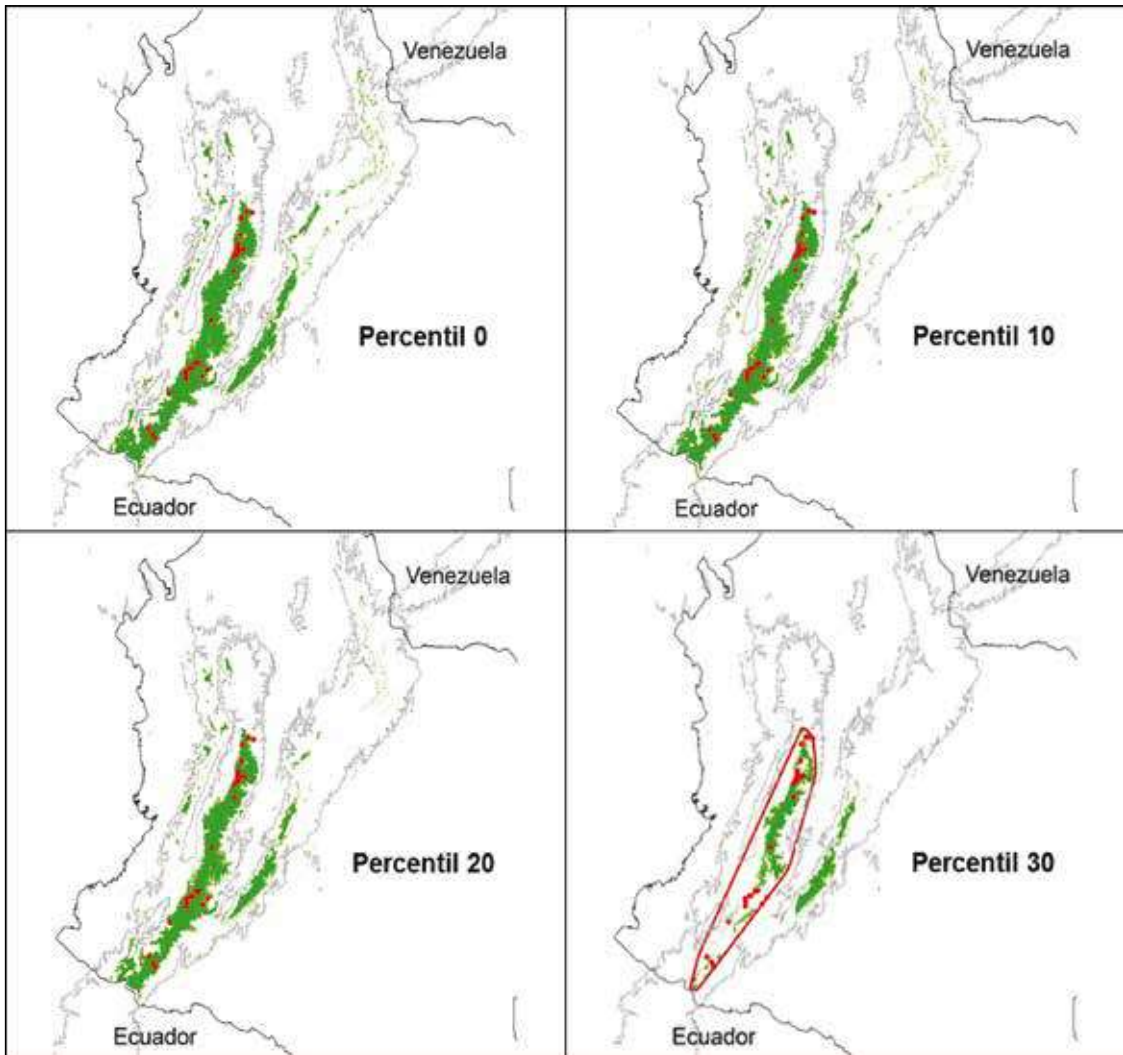 Venezuela
Percentil 0
Ecuador
Venezuela
Percentil 10
Ecuador
Venezuela
Percentil 20
Ecuador
Venezuela
Percentil 30
Ecuador